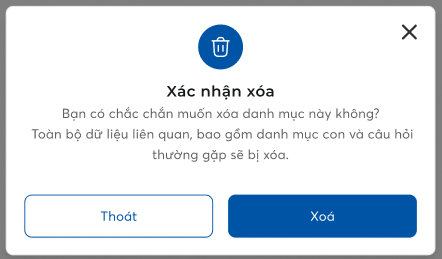 Xác nhận xóa
Bạn có chắc chắn muốn xóa danh mục này không?
Toàn bộ dữ liệu liên quan, bao gồm danh mục con và câu hỏi
thường gặp sẽ bị xóa.
Thoát
Xoá